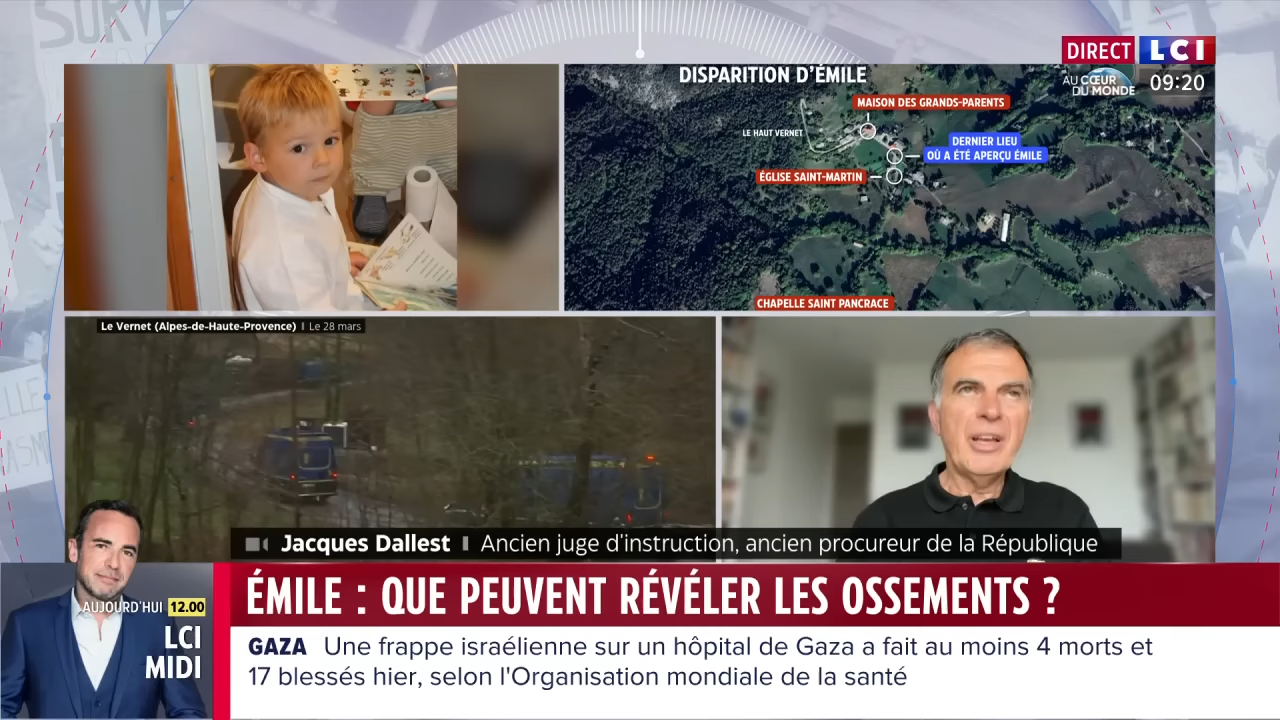 SURVE
DIRECT LCI
AU CŒUR
DU MONDE
09:20
DISPARITION D'ÉMILE
MAISON DES GRANDS-PARENTS
LE HAUT VERNET
DERNIER LIEU
OÙ A ÉTÉ APERÇU ÉMILE
ÉGLISE SAINT-MARTIN
CHAPELLE SAINT PANCRACE
Le Vernet (Alpes-de-Haute-Provence) I Le 28 mars
Jacques Dallest I Ancien juge d'instruction, ancien procureur de la République
AUJOURD'HUI 12.00
LCI
MIDI
ÉMILE : QUE PEUVENT RÉVÉLER LES OSSEMENTS ?
GAZA Une frappe israélienne sur un hôpital de Gaza a fait au moins 4 morts et
17 blessés hier, selon l'Organisation mondiale de la santé